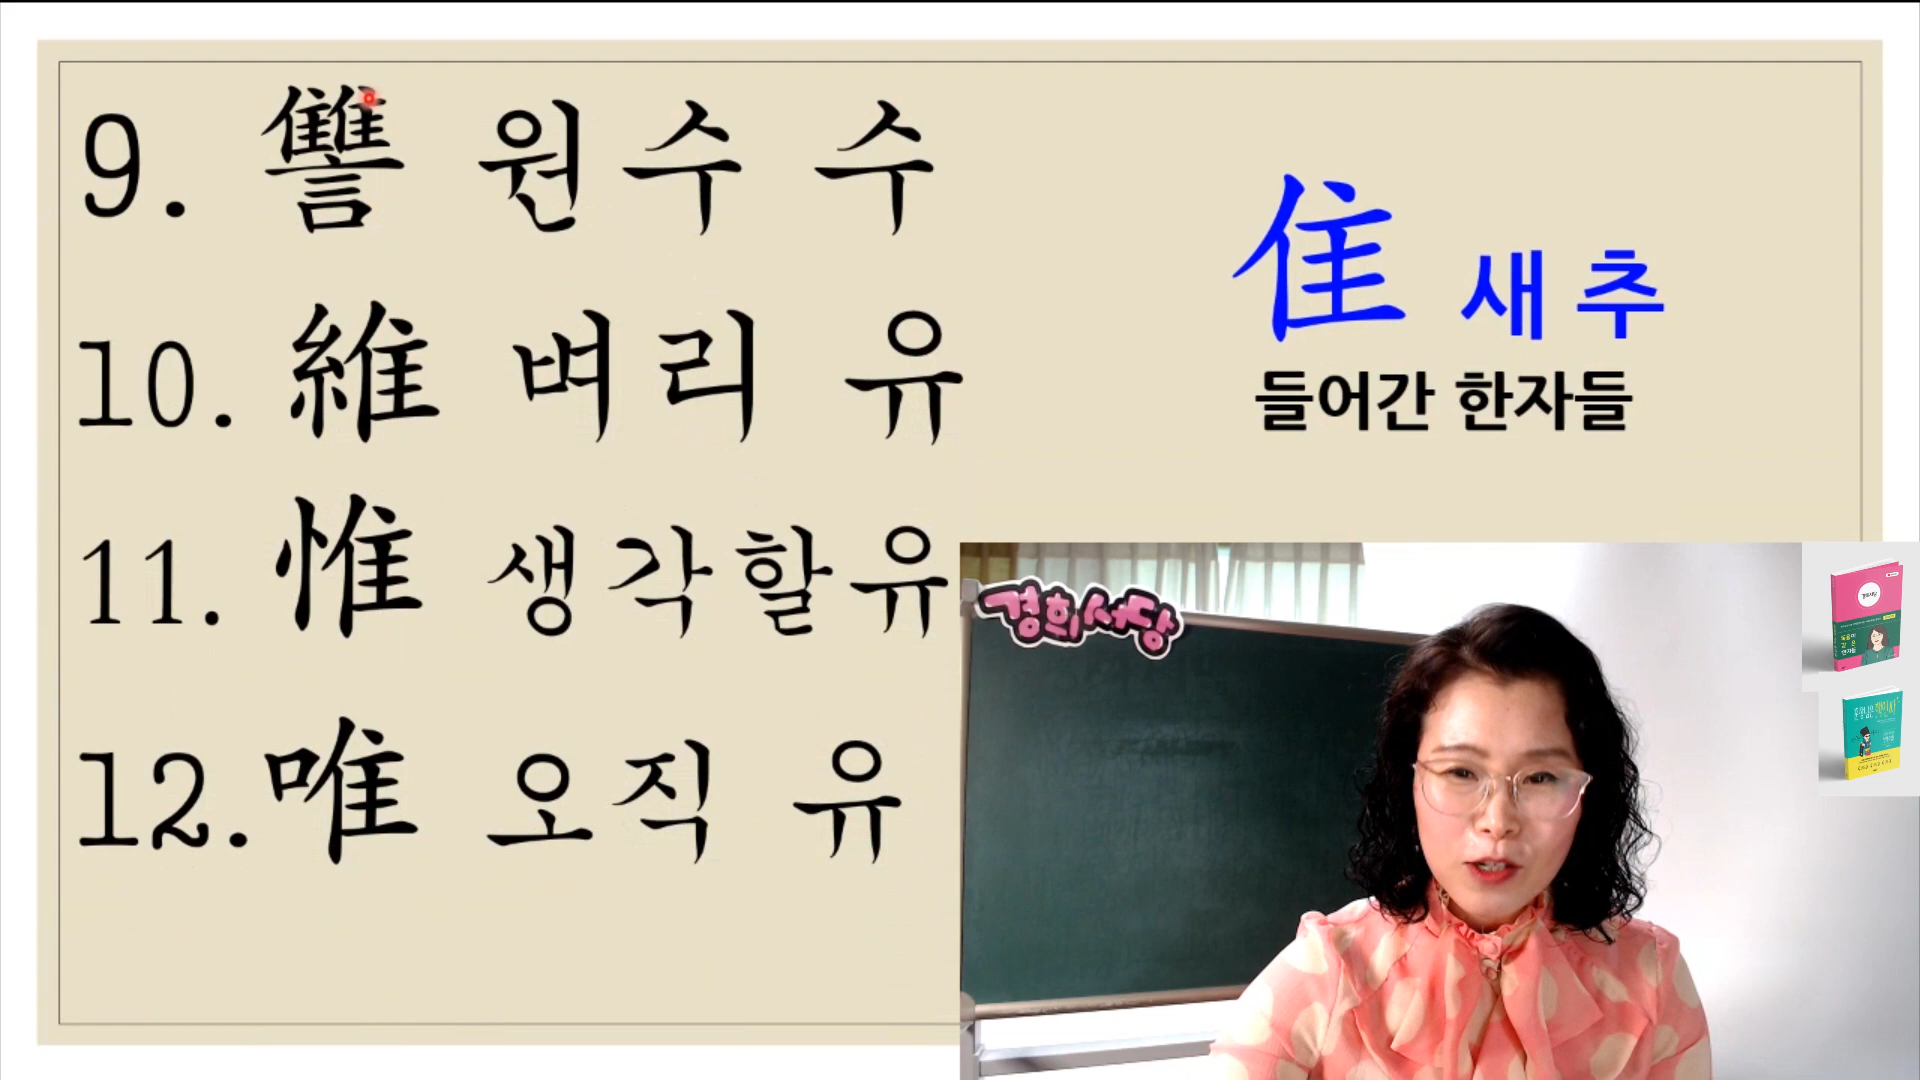 9. 讐 원수 수
10. 維 벼리 유
11. 惟 생각할유
12. 唯 오직 유
隹 새 추
들어간 한자들
경희서당